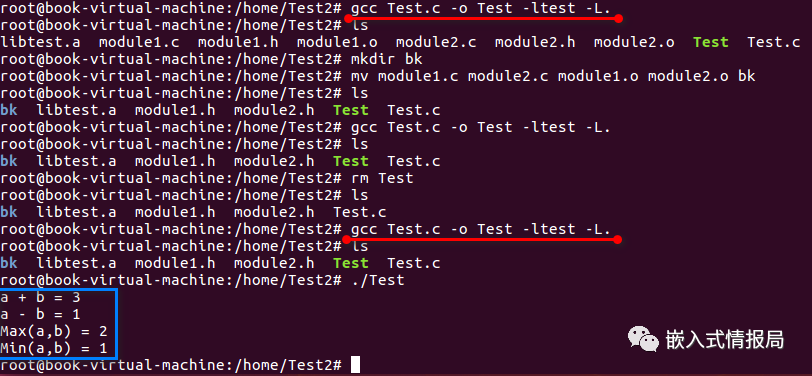 root@book-virtual-machine:/home/Test2# gcc Test.c -o Test -ltest -L.
root@book-virtual-machine:/home/Test2# ls
libtest.a  module1.c  module1.h  module1.o  module2.c  module2.h  module2.o  Test  Test.c
root@book-virtual-machine:/home/Test2# mkdir bk
root@book-virtual-machine:/home/Test2# mv module1.c module2.c module1.o module2.o bk
root@book-virtual-machine:/home/Test2# ls
bk  libtest.a  module1.h  module2.h  Test  Test.c
root@book-virtual-machine:/home/Test2# gcc Test.c -o Test -ltest -L.
root@book-virtual-machine:/home/Test2# ls
bk  libtest.a  module1.h  module2.h  Test  Test.c
root@book-virtual-machine:/home/Test2# rm Test
root@book-virtual-machine:/home/Test2# ls
bk  libtest.a  module1.h  module2.h  Test.c
root@book-virtual-machine:/home/Test2# gcc Test.c -o Test -ltest -L.
root@book-virtual-machine:/home/Test2# ls
bk  libtest.a  module1.h  module2.h  Test  Test.c
root@book-virtual-machine:/home/Test2# ./Test
a + b = 3
a - b = 1
Max(a,b) = 2
Min(a,b) = 1
root@book-virtual-machine:/home/Test2#
嵌入式情报局